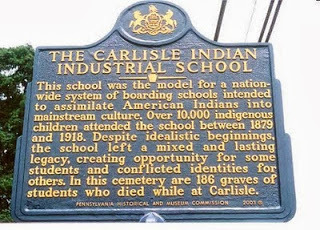 THE CARLISLE INDIAN
INDUSTRIAL SCHOOL
This school was the model for a nation-
wide system of boarding schools intended
to assimilate American Indians into
mainstream culture. Over 10,000 indigenous
children attended the school between 1879
and 1918. Despite idealistic beginnings,
the school left a mixed and lasting
legacy, creating opportunity for some
students and conflicted identities for
others. In this cemetery are 186 graves of
students who died while at Carlisle.
PENNSYLVANIA HISTORICAL AND MUSEUM COMMISSION 2003